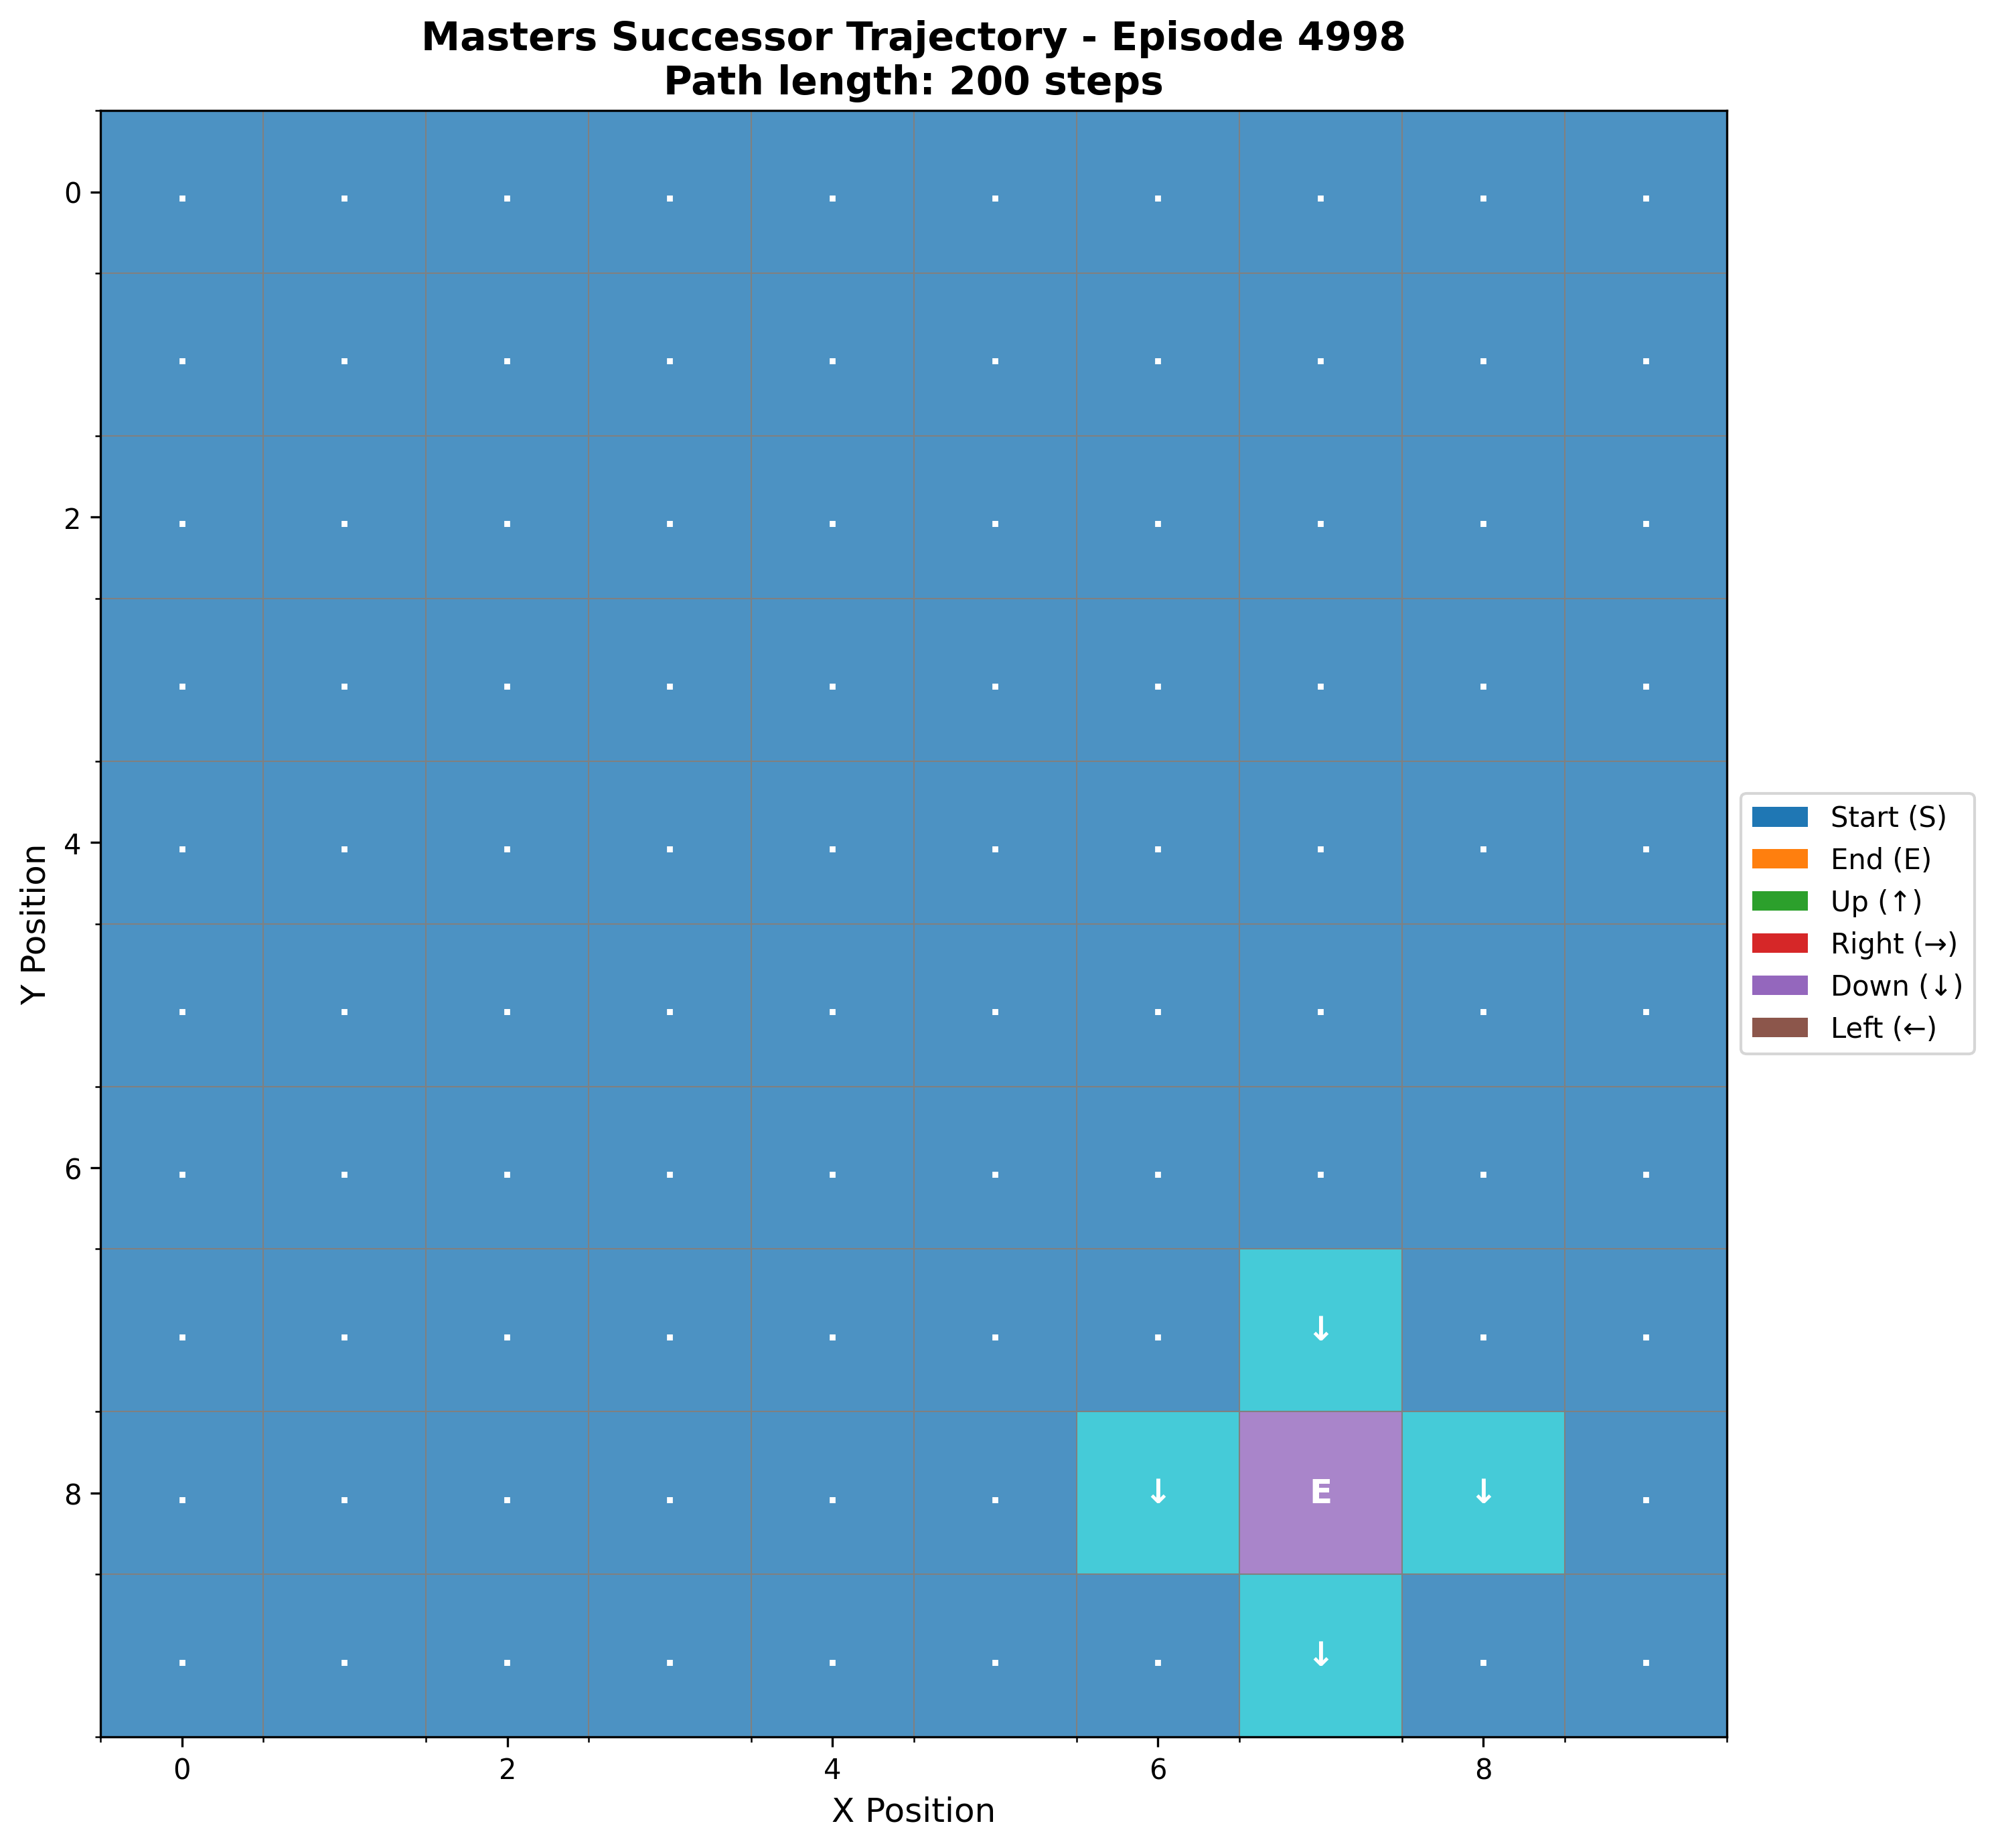 Masters Successor Trajectory - Episode 4998
Path length: 200 steps
0
2
4
Y Position
6
8
↓
↓ E ↓
↓
0 2 4 6 8
X Position
Start (S)
End (E)
Up (↑)
Right (→)
Down (↓)
Left (←)